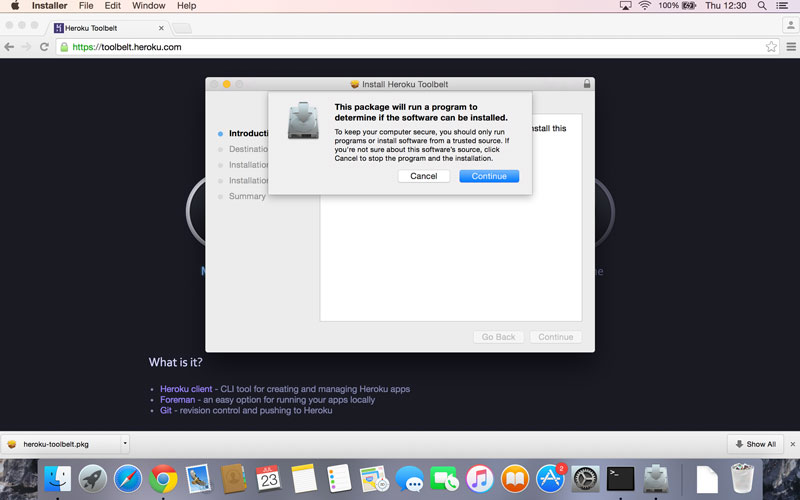 Installer File Edit Window Help 100% Thu 12:30
Heroku Toolbelt
https://toolbelt.heroku.com
Install Heroku Toolbelt
This package will run a program to
determine if the software can be installed.
To keep your computer secure, you should only run
programs or install software from a trusted source. If
you're not sure about this software's source, click
Cancel to stop the program and the installation.
Cancel Continue
Introducti
nstall this
Destinatio
Installation
Installation
Summary
Go Back Continue
What is it?
Heroku client - CLI tool for creating and managing Heroku apps
Foreman - an easy option for running your apps locally
Git - revision control and pushing to Heroku
heroku-toolbelt.pkg
Show All
JUL
23
2